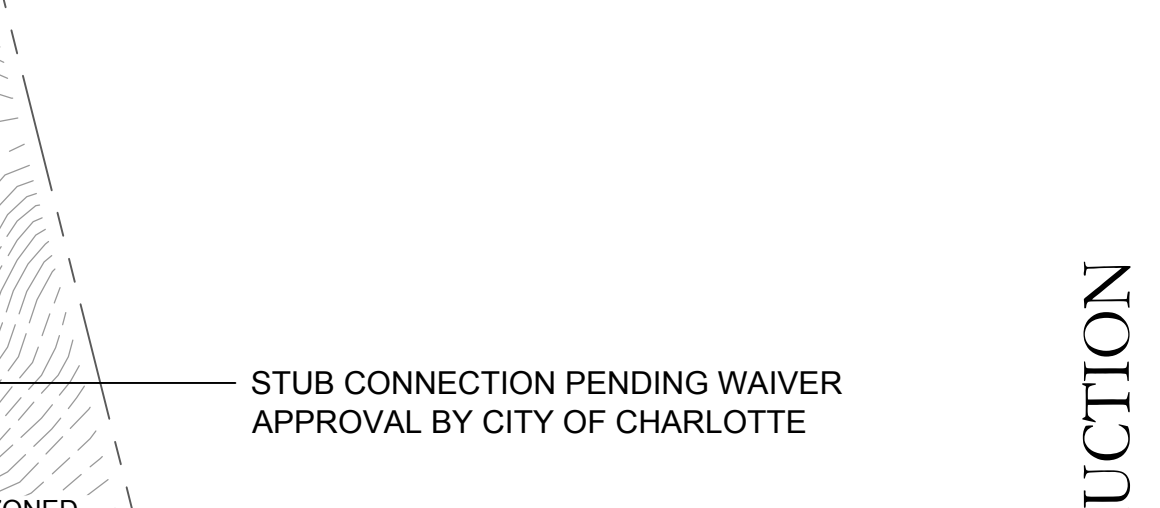 STUB CONNECTION PENDING WAIVER
APPROVAL BY CITY OF CHARLOTTE
UCTION